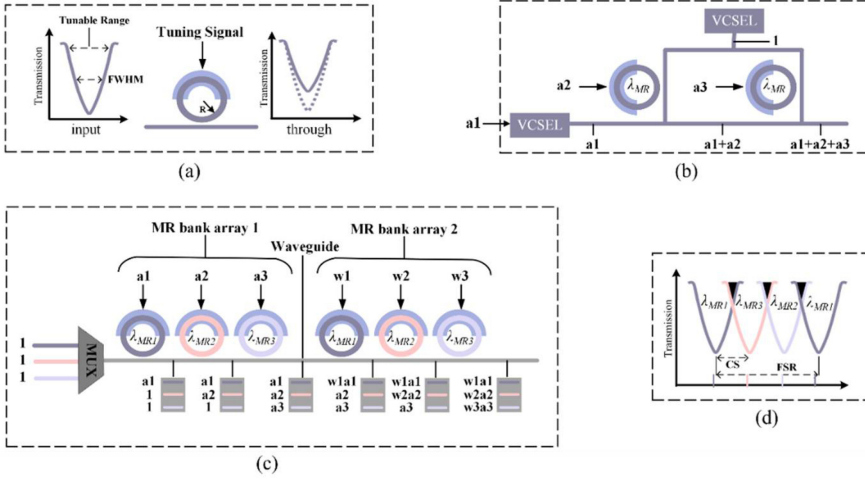 Tunable Range
Transmission
FWHM
input
Tuning Signal
R
Transmission
through
(a)
VCSEL
1
a2
λMR
a3
λMR
a1
VCSEL
a1
a1+a2
a1+a2+a3
(b)
MR bank array 1
Waveguide
MR bank array 2
a1
a2
a3
w1
w2
w3
λMR1
λMR2
λMR3
λMR1
λMR2
λMR3
1
1
1
MUX
a1
1
1
a1
a2
1
a1
a2
a3
w1a1
a2
a3
w1a1
w2a2
a3
w1a1
w2a2
w3a3
(c)
Transmission
λMR1
λMR3
λMR2
λMR1
CS
FSR
(d)